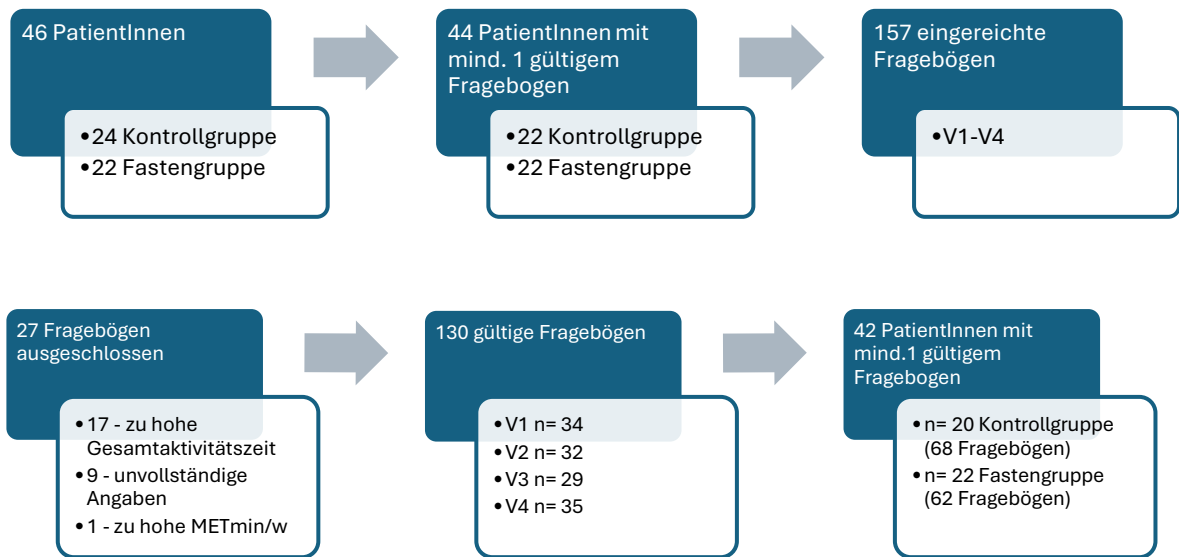 46 PatientInnen
•24 Kontrollgruppe
•22 Fastengruppe
44 PatientInnen mit
mind. 1 gültigem
Fragebogen
•22 Kontrollgruppe
•22 Fastengruppe
157 eingereichte
Fragebögen
•V1-V4
27 Fragebögen
ausgeschlossen
•17 - zu hohe
Gesamtaktivitätszeit
•9 - unvollständige
Angaben
•1 - zu hohe METmin/w
130 gültige Fragebögen
•V1 n= 34
•V2 n= 32
•V3 n= 29
•V4 n= 35
42 PatientInnen mit
mind.1 gültigem
Fragebogen
•n= 20 Kontrollgruppe
(68 Fragebögen)
•n= 22 Fastengruppe
(62 Fragebögen)